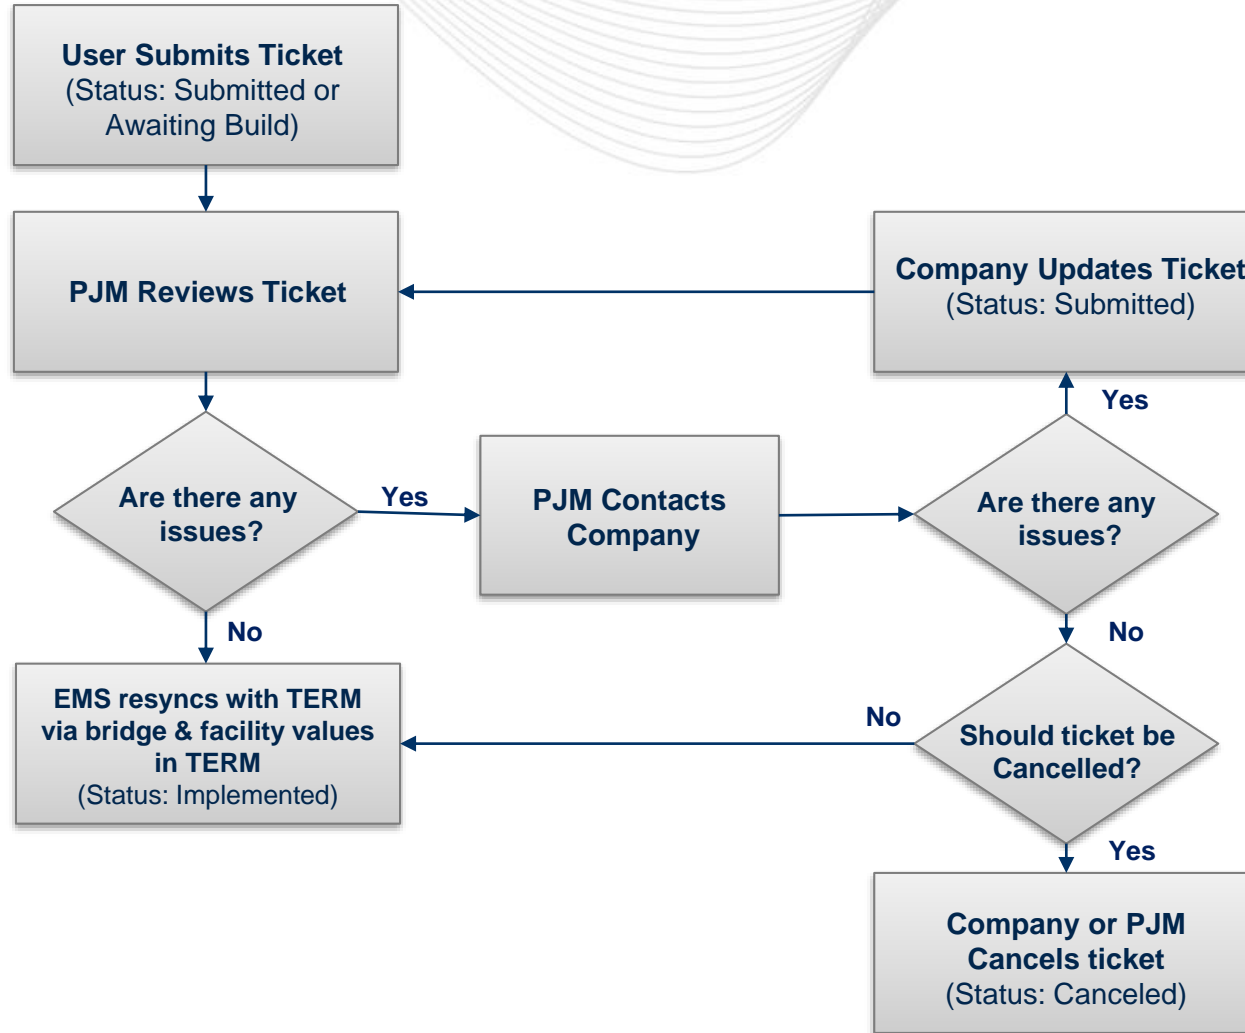 User Submits Ticket
(Status: Submitted or
Awaiting Build)
PJM Reviews Ticket
Company Updates Ticket
(Status: Submitted)
Yes
Are there any
issues?
Yes
PJM Contacts
Company
Are there any
issues?
No
No
EMS resyncs with TERM
via bridge & facility values
in TERM
(Status: Implemented)
No
Should ticket be
Cancelled?
Yes
Company or PJM
Cancels ticket
(Status: Canceled)